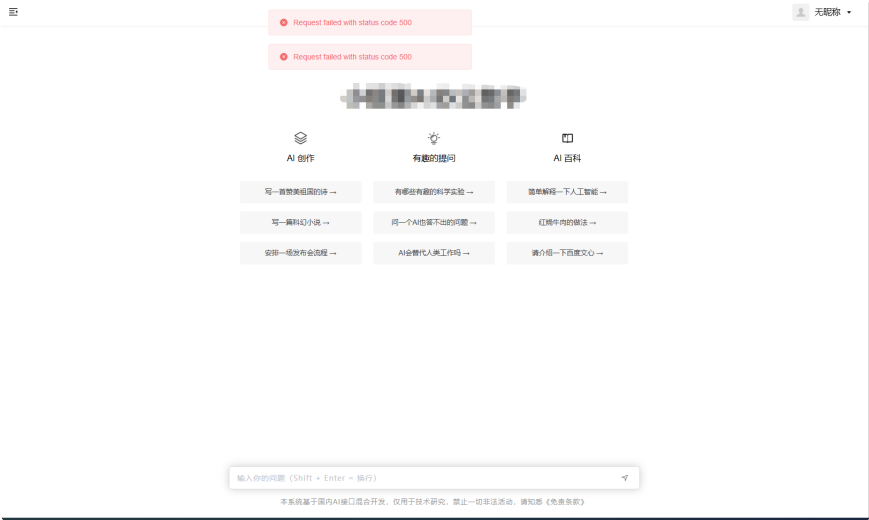 无昵称
Request failed with status code 500
Request failed with status code 500
AI 创作
有趣的提问
AI 百科
写一首赞美祖国的诗 →
有哪些有趣的科学实验 →
简单解释一下人工智能 →
写一篇科幻小说 →
问一个AI也答不出的问题 →
红烧牛肉的做法 →
安排一场发布会流程 →
AI会替代人类工作吗 →
请介绍一下百度文心 →
输入你的问题（Shift + Enter = 换行）
本系统基于国内AI接口混合开发，仅用于技术研究，禁止一切非法活动，请知悉《免责条款》